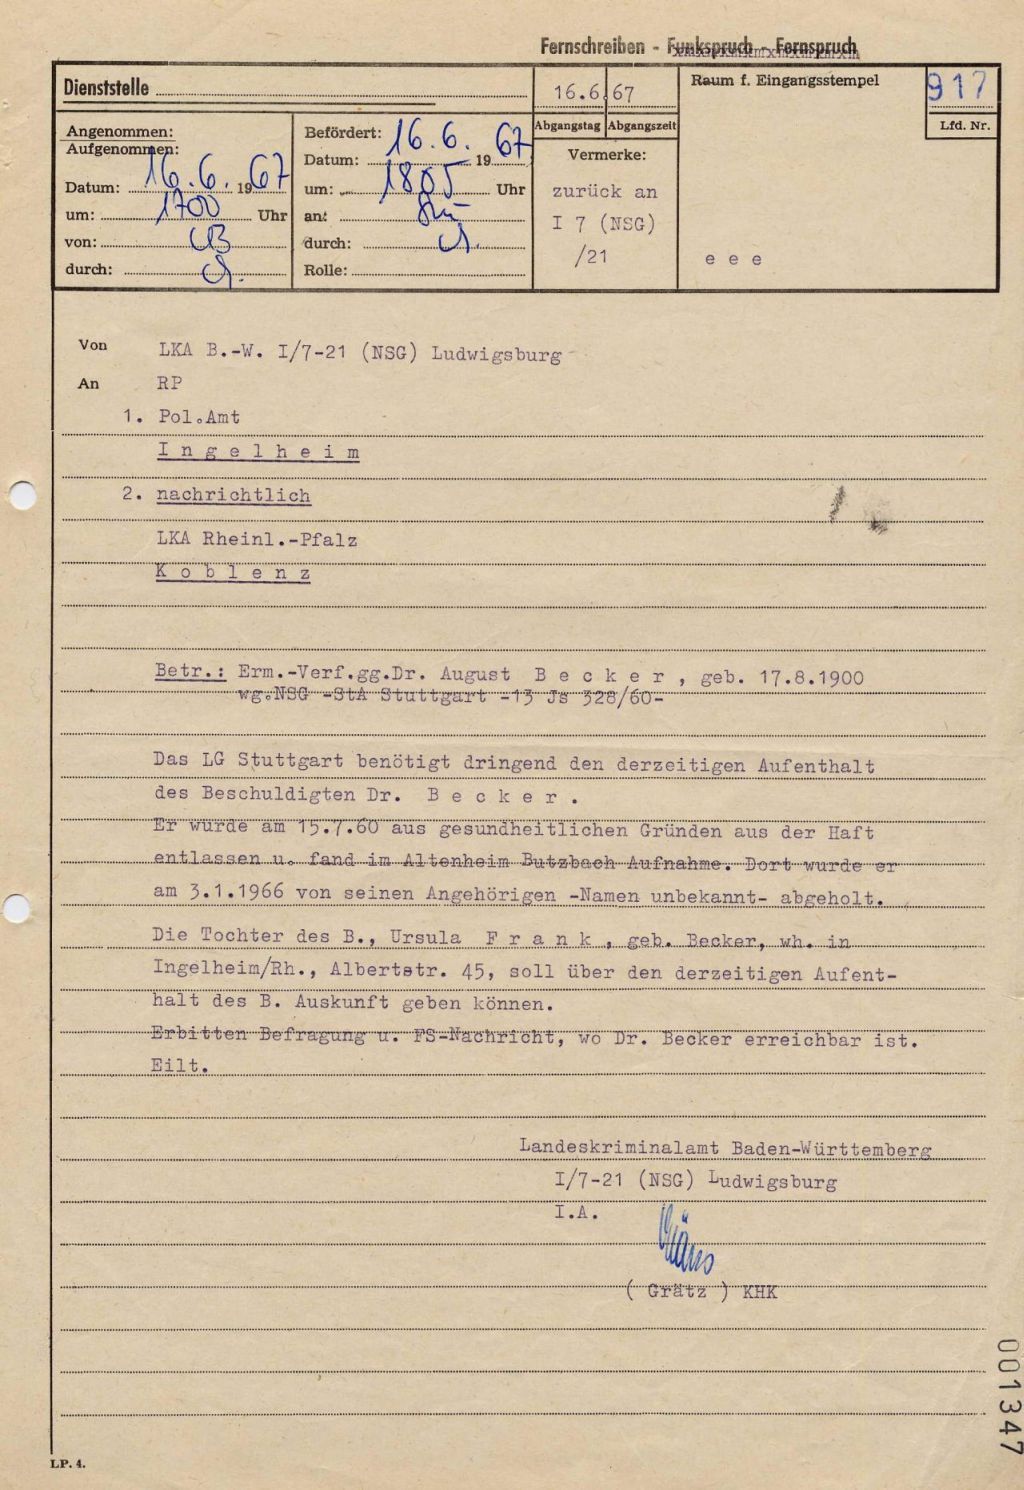 Fernschreiben - Funkspruch - Fernspruch
Dienststelle
16.6.67
Abgangstag Abgangszeit
Raum f. Eingangsstempel
917
Lfd. Nr.
Angenommen:
Aufgenommen:
Datum: 16.6. 1967
um: 1700 Uhr
von:
durch:
Befördert:
Datum: 16.6. 1967
um: 1805 Uhr
an:
durch:
Rolle:
Vermerke:
zurück an
I 7 (NSG)
/21
e e e
Von LKA B.-W. I/7-21 (NSG) Ludwigsburg
An RP
1. Pol.Amt
I n g e l h e i m
2. nachrichtlich
LKA Rheinl.-Pfalz
K o b l e n z
Betr.: Erm.-Verf.gg.Dr. August B e c k e r , geb. 17.8.1900
wg.NSG -StA Stuttgart -13 Js 328/60-
Das LG Stuttgart benötigt dringend den derzeitigen Aufenthalt
des Beschuldigten Dr. B e c k e r .
Er wurde am 15.7.60 aus gesundheitlichen Gründen aus der Haft
entlassen u. fand im Altenheim Butzbach Aufnahme. Dort wurde er
am 3.1.1966 von seinen Angehörigen -Namen unbekannt- abgeholt.
Die Tochter des B., Ursula F r a n k , geb. Becker, wh. in
Ingelheim/Rh., Albertstr. 45, soll über den derzeitigen Aufent-
halt des B. Auskunft geben können.
Erbitten Befragung u. FS-Nachricht, wo Dr. Becker erreichbar ist.
Eilt.
Landeskriminalamt Baden-Württemberg
I/7-21 (NSG) Ludwigsburg
I.A.
( Grätz ) KHK
001347
LP. 4.